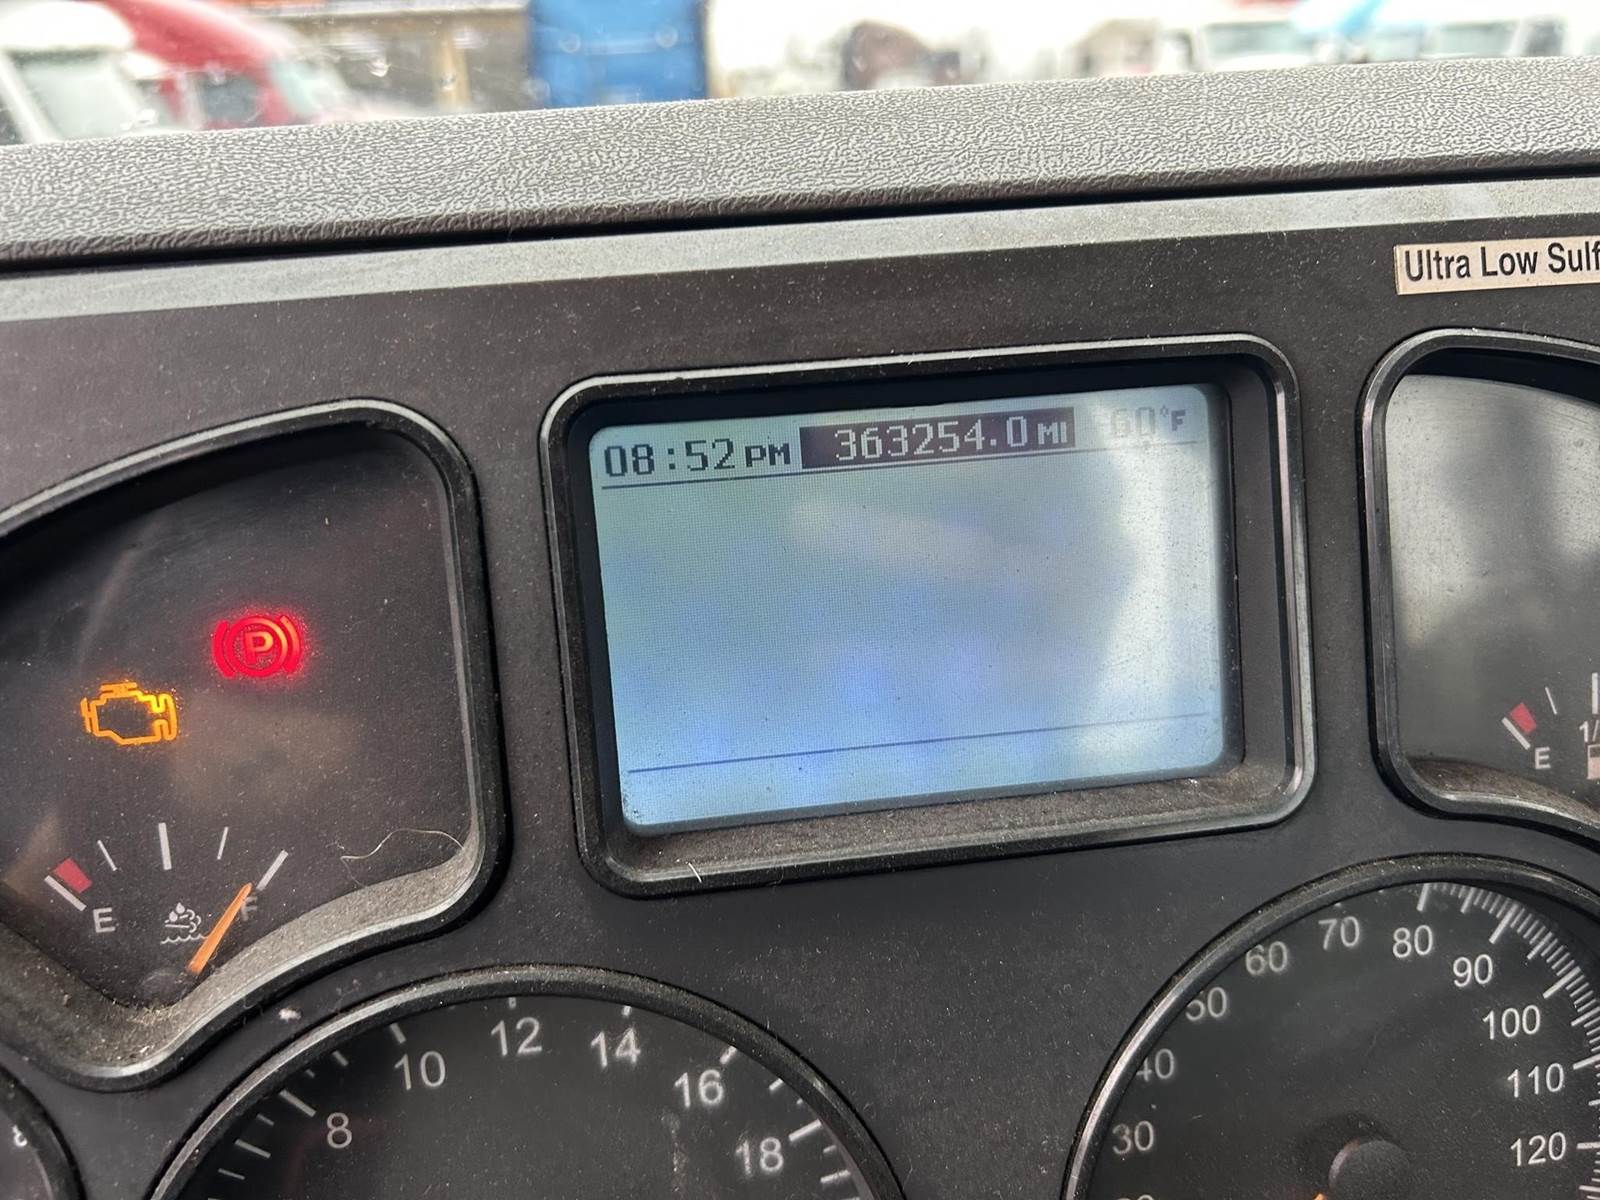 Ultra Low Sulf
08:52 PM 363254.0 MI 60°F
P
E F
E 1/
8 10 12 14 16 18
30 40 50 60 70 80 90 100 110 120